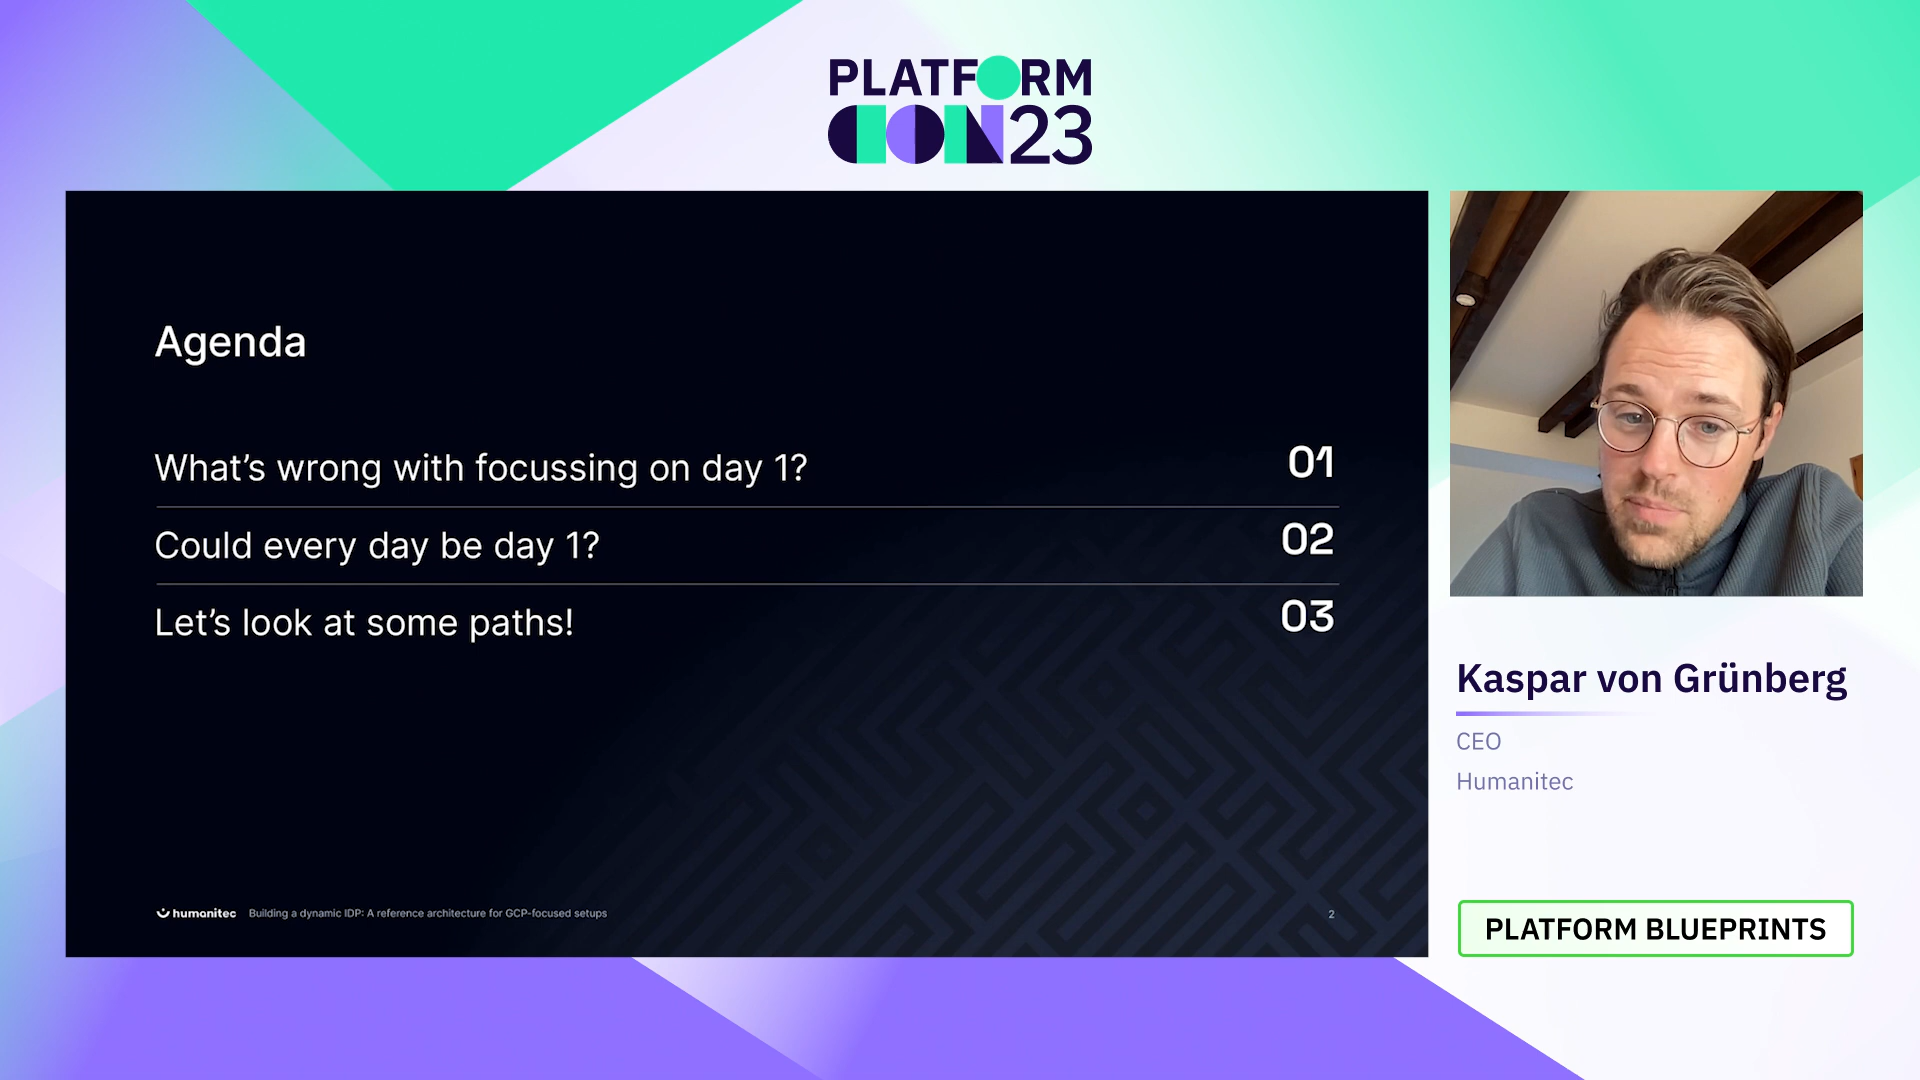 PLATFORM
CON23
Agenda
What's wrong with focussing on day 1? 01
Could every day be day 1? 02
Let's look at some paths! 03
humanitec Building a dynamic IDP: A reference architecture for GCP-focused setups 2
Kaspar von Grünberg
CEO
Humanitec
PLATFORM BLUEPRINTS